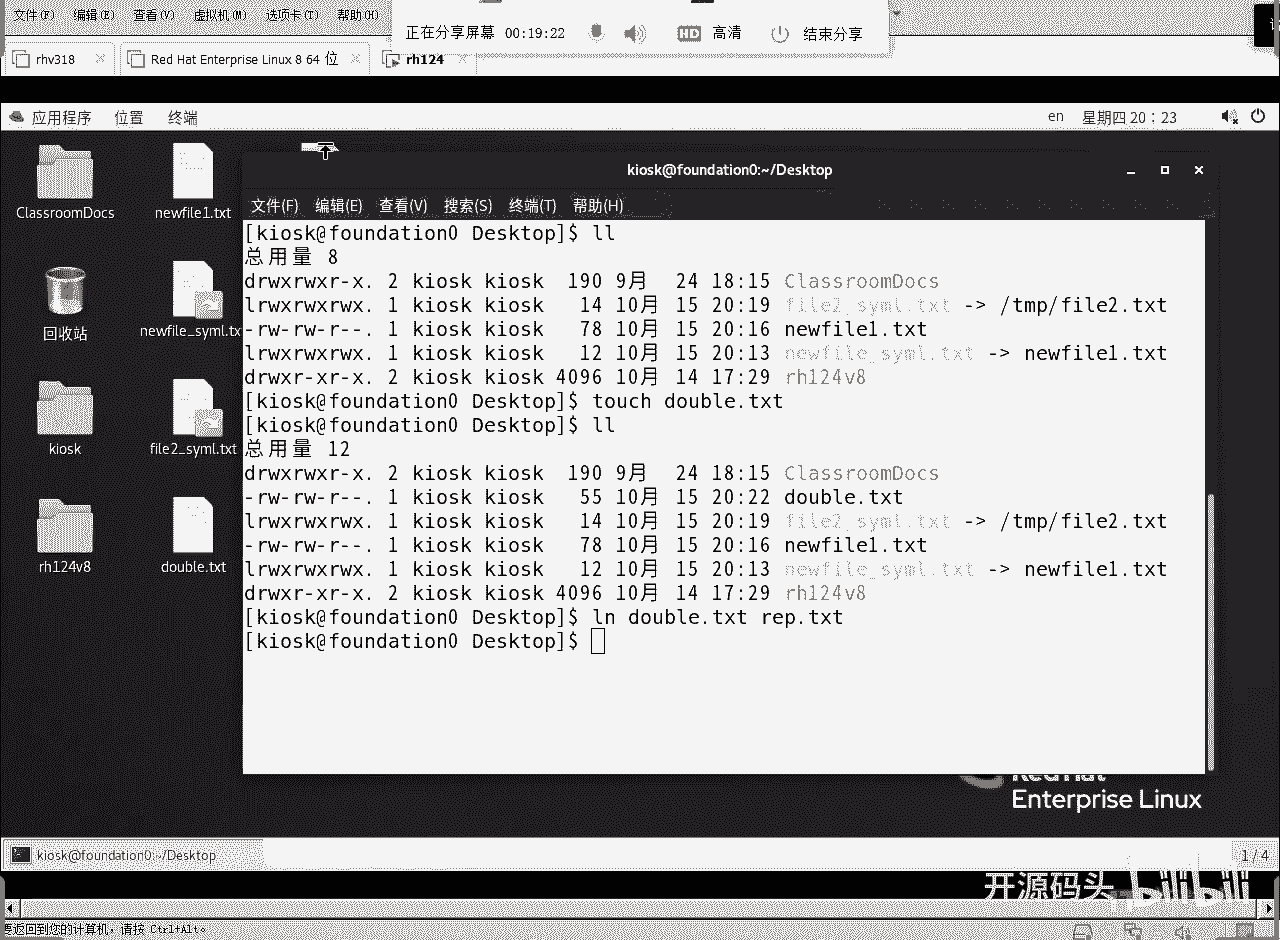 文件(F) 编辑(E) 查看(V) 虚拟机(M) 选项卡(T) 帮助(H)
正在分享屏幕 00:19:22 HD 高清 结束分享
rhv318 Red Hat Enterprise Linux 8 64 位 rh124
应用程序 位置 终端 en 星期四 20：23
kiosk@foundation0:~/Desktop
文件(F) 编辑(E) 查看(V) 搜索(S) 终端(T) 帮助(H)
ClassroomDocs
newfile1.txt
回收站
newfile_syml.tx
kiosk
file2_syml.txt
rh124v8
double.txt
[kiosk@foundation0 Desktop]$ ll
总用量 8
drwxrwxr-x. 2 kiosk kiosk 190 9月 24 18:15 ClassroomDocs
lrwxrwxrwx. 1 kiosk kiosk 14 10月 15 20:19 file2_syml.txt -> /tmp/file2.txt
-rw-rw-r--. 1 kiosk kiosk 78 10月 15 20:16 newfile1.txt
lrwxrwxrwx. 1 kiosk kiosk 12 10月 15 20:13 newfile_syml.txt -> newfile1.txt
drwxr-xr-x. 2 kiosk kiosk 4096 10月 14 17:29 rh124v8
[kiosk@foundation0 Desktop]$ touch double.txt
[kiosk@foundation0 Desktop]$ ll
总用量 12
drwxrwxr-x. 2 kiosk kiosk 190 9月 24 18:15 ClassroomDocs
-rw-rw-r--. 1 kiosk kiosk 55 10月 15 20:22 double.txt
lrwxrwxrwx. 1 kiosk kiosk 14 10月 15 20:19 file2_syml.txt -> /tmp/file2.txt
-rw-rw-r--. 1 kiosk kiosk 78 10月 15 20:16 newfile1.txt
lrwxrwxrwx. 1 kiosk kiosk 12 10月 15 20:13 newfile_syml.txt -> newfile1.txt
drwxr-xr-x. 2 kiosk kiosk 4096 10月 14 17:29 rh124v8
[kiosk@foundation0 Desktop]$ ln double.txt rep.txt
[kiosk@foundation0 Desktop]$
Red Hat
Enterprise Linux
kiosk@foundation0:~/Desktop 1 / 4
开源码头 bilibili
要返回到您的计算机，请按 Ctrl+Alt。